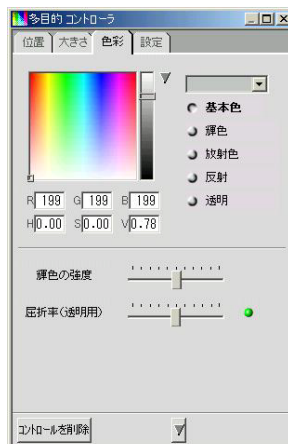 多目的 コントローラ
位置 大きさ 色彩 設定
基本色
輝色
放射色
反射
透明
R 199 G 199 B 199
H 0.00 S 0.00 V 0.78
輝色の強度
屈折率(透明用)
コントロールを削除